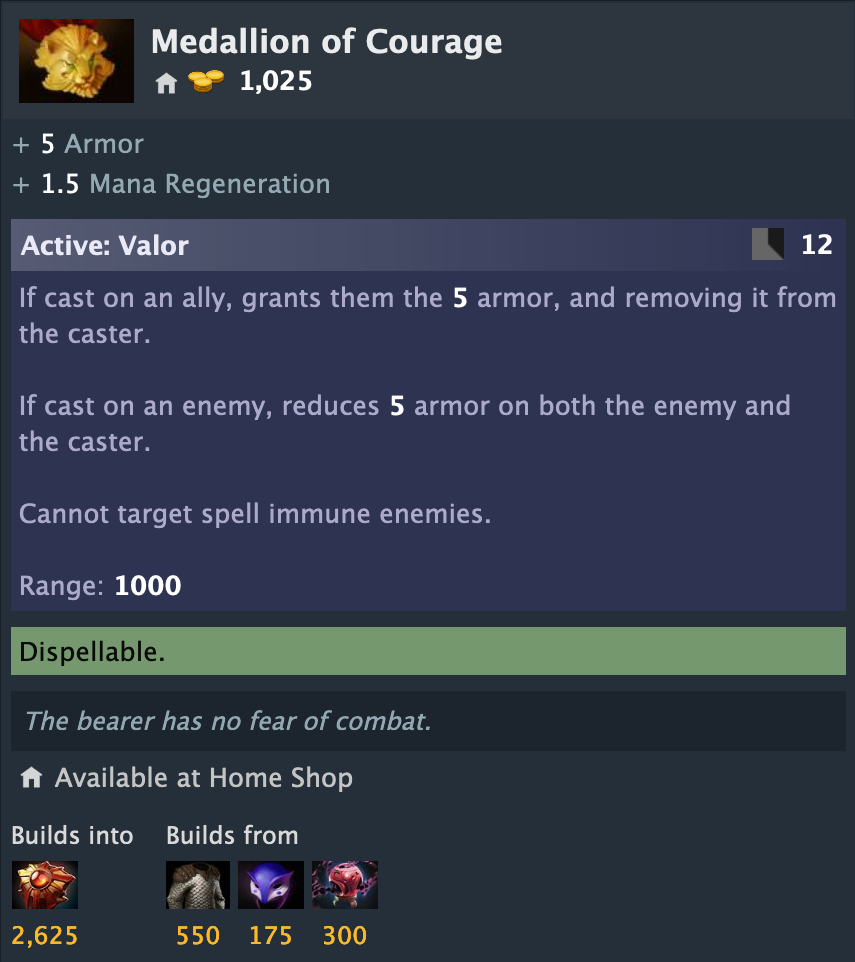 Medallion of Courage
1,025
+ 5 Armor
+ 1.5 Mana Regeneration
Active: Valor 12
If cast on an ally, grants them the 5 armor, and removing it from
the caster.
If cast on an enemy, reduces 5 armor on both the enemy and
the caster.
Cannot target spell immune enemies.
Range: 1000
Dispellable.
The bearer has no fear of combat.
Available at Home Shop
Builds into Builds from
2,625 550 175 300